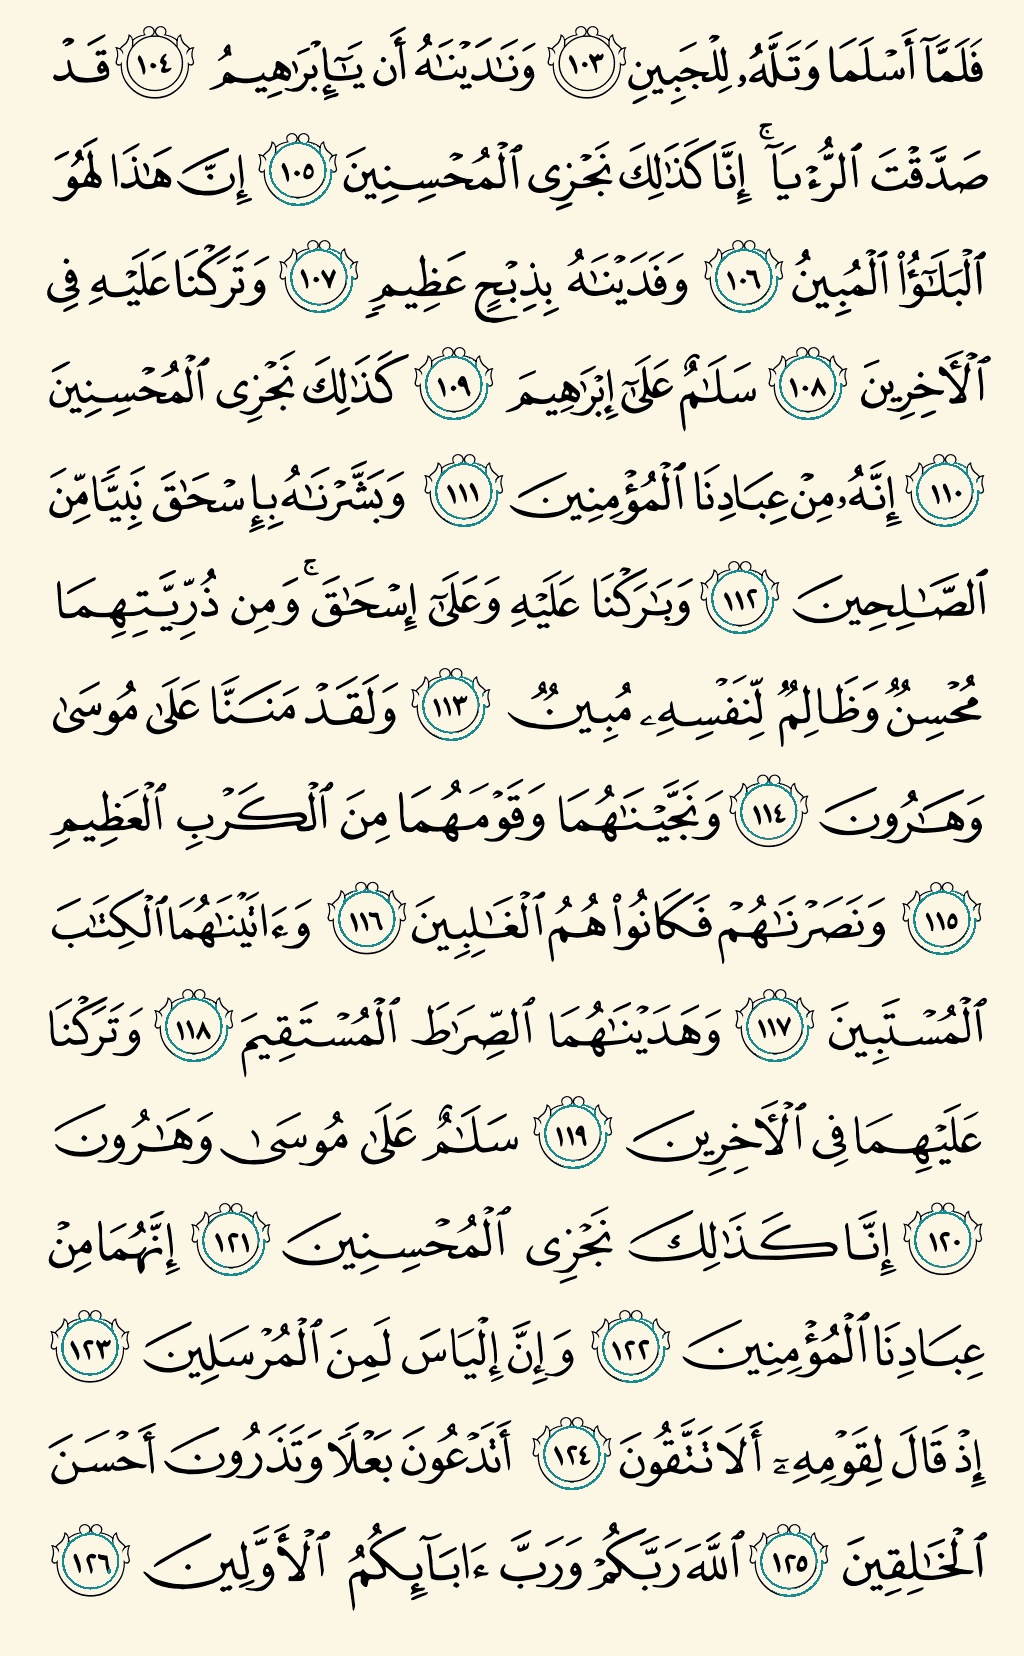 فَلَمَّآ أَسْلَمَا وَتَلَّهُۥ لِلْجَبِينِ ١٠٣ وَنَٰدَيْنَٰهُ أَن يَٰٓإِبْرَٰهِيمُ ١٠٤ قَدْ
صَدَّقْتَ ٱلرُّءْيَآ ۚ إِنَّا كَذَٰلِكَ نَجْزِى ٱلْمُحْسِنِينَ ١٠٥ إِنَّ هَٰذَا لَهُوَ
ٱلْبَلَٰٓؤُا۟ ٱلْمُبِينُ ١٠٦ وَفَدَيْنَٰهُ بِذِبْحٍ عَظِيمٍ ١٠٧ وَتَرَكْنَا عَلَيْهِ فِى
ٱلْأَخِرِينَ ١٠٨ سَلَٰمٌ عَلَىٰٓ إِبْرَٰهِيمَ ١٠٩ كَذَٰلِكَ نَجْزِى ٱلْمُحْسِنِينَ
١١٠ إِنَّهُۥ مِنْ عِبَادِنَا ٱلْمُؤْمِنِينَ ١١١ وَبَشَّرْنَٰهُ بِإِسْحَٰقَ نَبِيًّا مِّنَ
ٱلصَّٰلِحِينَ ١١٢ وَبَٰرَكْنَا عَلَيْهِ وَعَلَىٰٓ إِسْحَٰقَ ۚ وَمِن ذُرِّيَّتِهِمَا
مُحْسِنٌ وَظَالِمٌ لِّنَفْسِهِۦ مُبِينٌ ١١٣ وَلَقَدْ مَنَنَّا عَلَىٰ مُوسَىٰ
وَهَٰرُونَ ١١٤ وَنَجَّيْنَٰهُمَا وَقَوْمَهُمَا مِنَ ٱلْكَرْبِ ٱلْعَظِيمِ
١١٥ وَنَصَرْنَٰهُمْ فَكَانُوا۟ هُمُ ٱلْغَٰلِبِينَ ١١٦ وَءَاتَيْنَٰهُمَا ٱلْكِتَٰبَ
ٱلْمُسْتَبِينَ ١١٧ وَهَدَيْنَٰهُمَا ٱلصِّرَٰطَ ٱلْمُسْتَقِيمَ ١١٨ وَتَرَكْنَا
عَلَيْهِمَا فِى ٱلْأَخِرِينَ ١١٩ سَلَٰمٌ عَلَىٰ مُوسَىٰ وَهَٰرُونَ
١٢٠ إِنَّا كَذَٰلِكَ نَجْزِى ٱلْمُحْسِنِينَ ١٢١ إِنَّهُمَا مِنْ
عِبَادِنَا ٱلْمُؤْمِنِينَ ١٢٢ وَإِنَّ إِلْيَاسَ لَمِنَ ٱلْمُرْسَلِينَ ١٢٣
إِذْ قَالَ لِقَوْمِهِۦٓ أَلَا تَتَّقُونَ ١٢٤ أَتَدْعُونَ بَعْلًا وَتَذَرُونَ أَحْسَنَ
ٱلْخَٰلِقِينَ ١٢٥ ٱللَّهَ رَبَّكُمْ وَرَبَّ ءَابَآئِكُمُ ٱلْأَوَّلِينَ ١٢٦